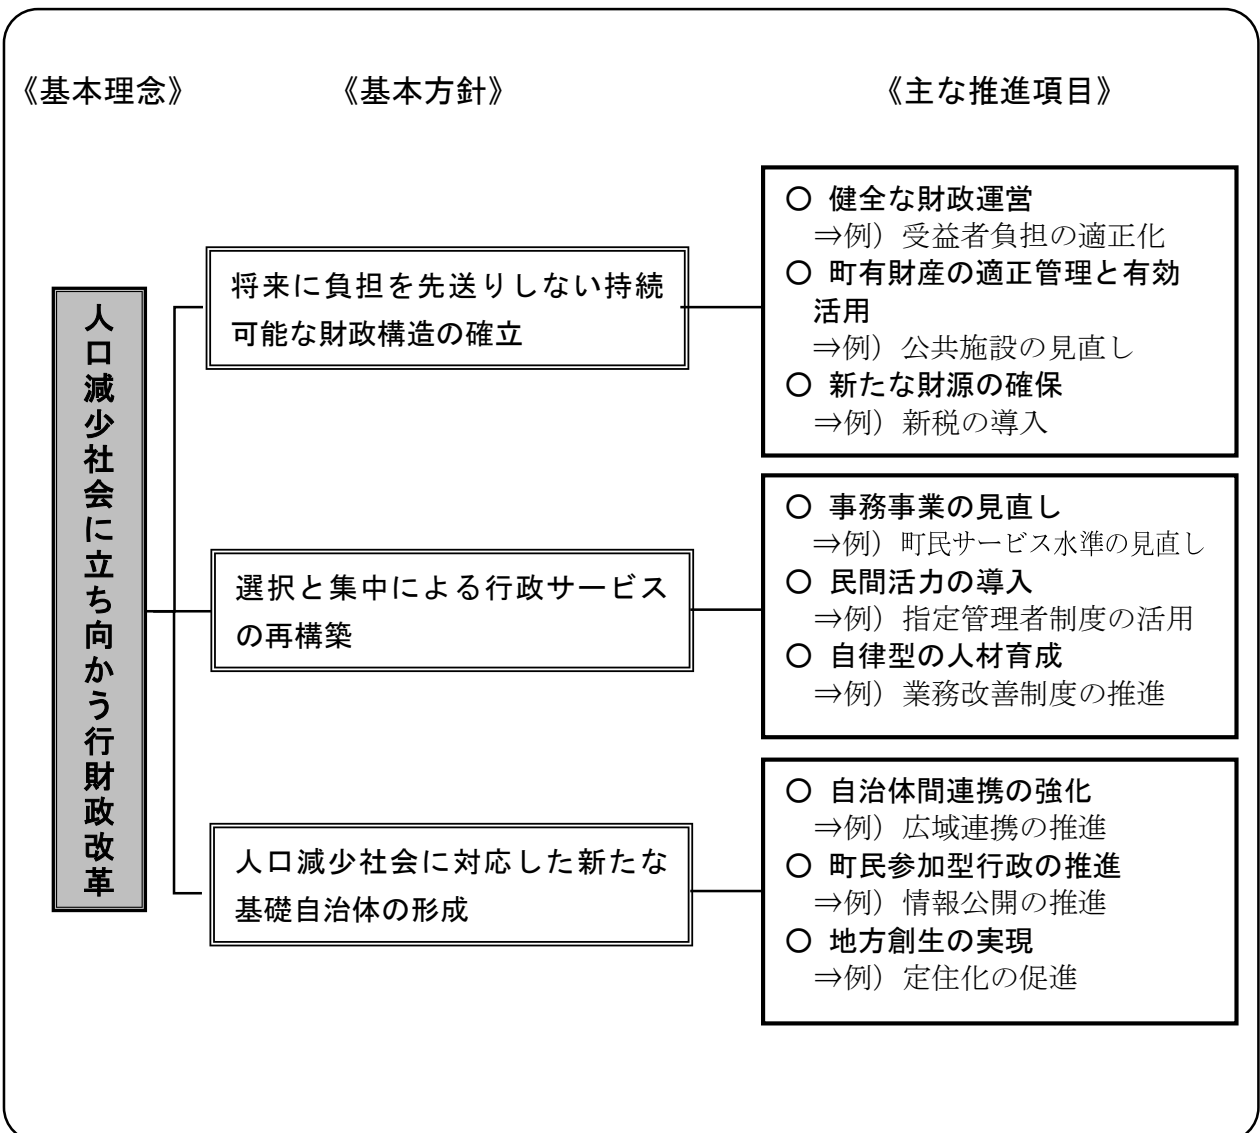 《基本理念》 《基本方針》 《主な推進項目》
人口減少社会に立ち向かう行財政改革
将来に負担を先送りしない持続
可能な財政構造の確立
○ 健全な財政運営
⇒例）受益者負担の適正化
○ 町有財産の適正管理と有効
活用
⇒例）公共施設の見直し
○ 新たな財源の確保
⇒例）新税の導入
選択と集中による行政サービス
の再構築
○ 事務事業の見直し
⇒例）町民サービス水準の見直し
○ 民間活力の導入
⇒例）指定管理者制度の活用
○ 自律型の人材育成
⇒例）業務改善制度の推進
人口減少社会に対応した新たな
基礎自治体の形成
○ 自治体間連携の強化
⇒例）広域連携の推進
○ 町民参加型行政の推進
⇒例）情報公開の推進
○ 地方創生の実現
⇒例）定住化の促進